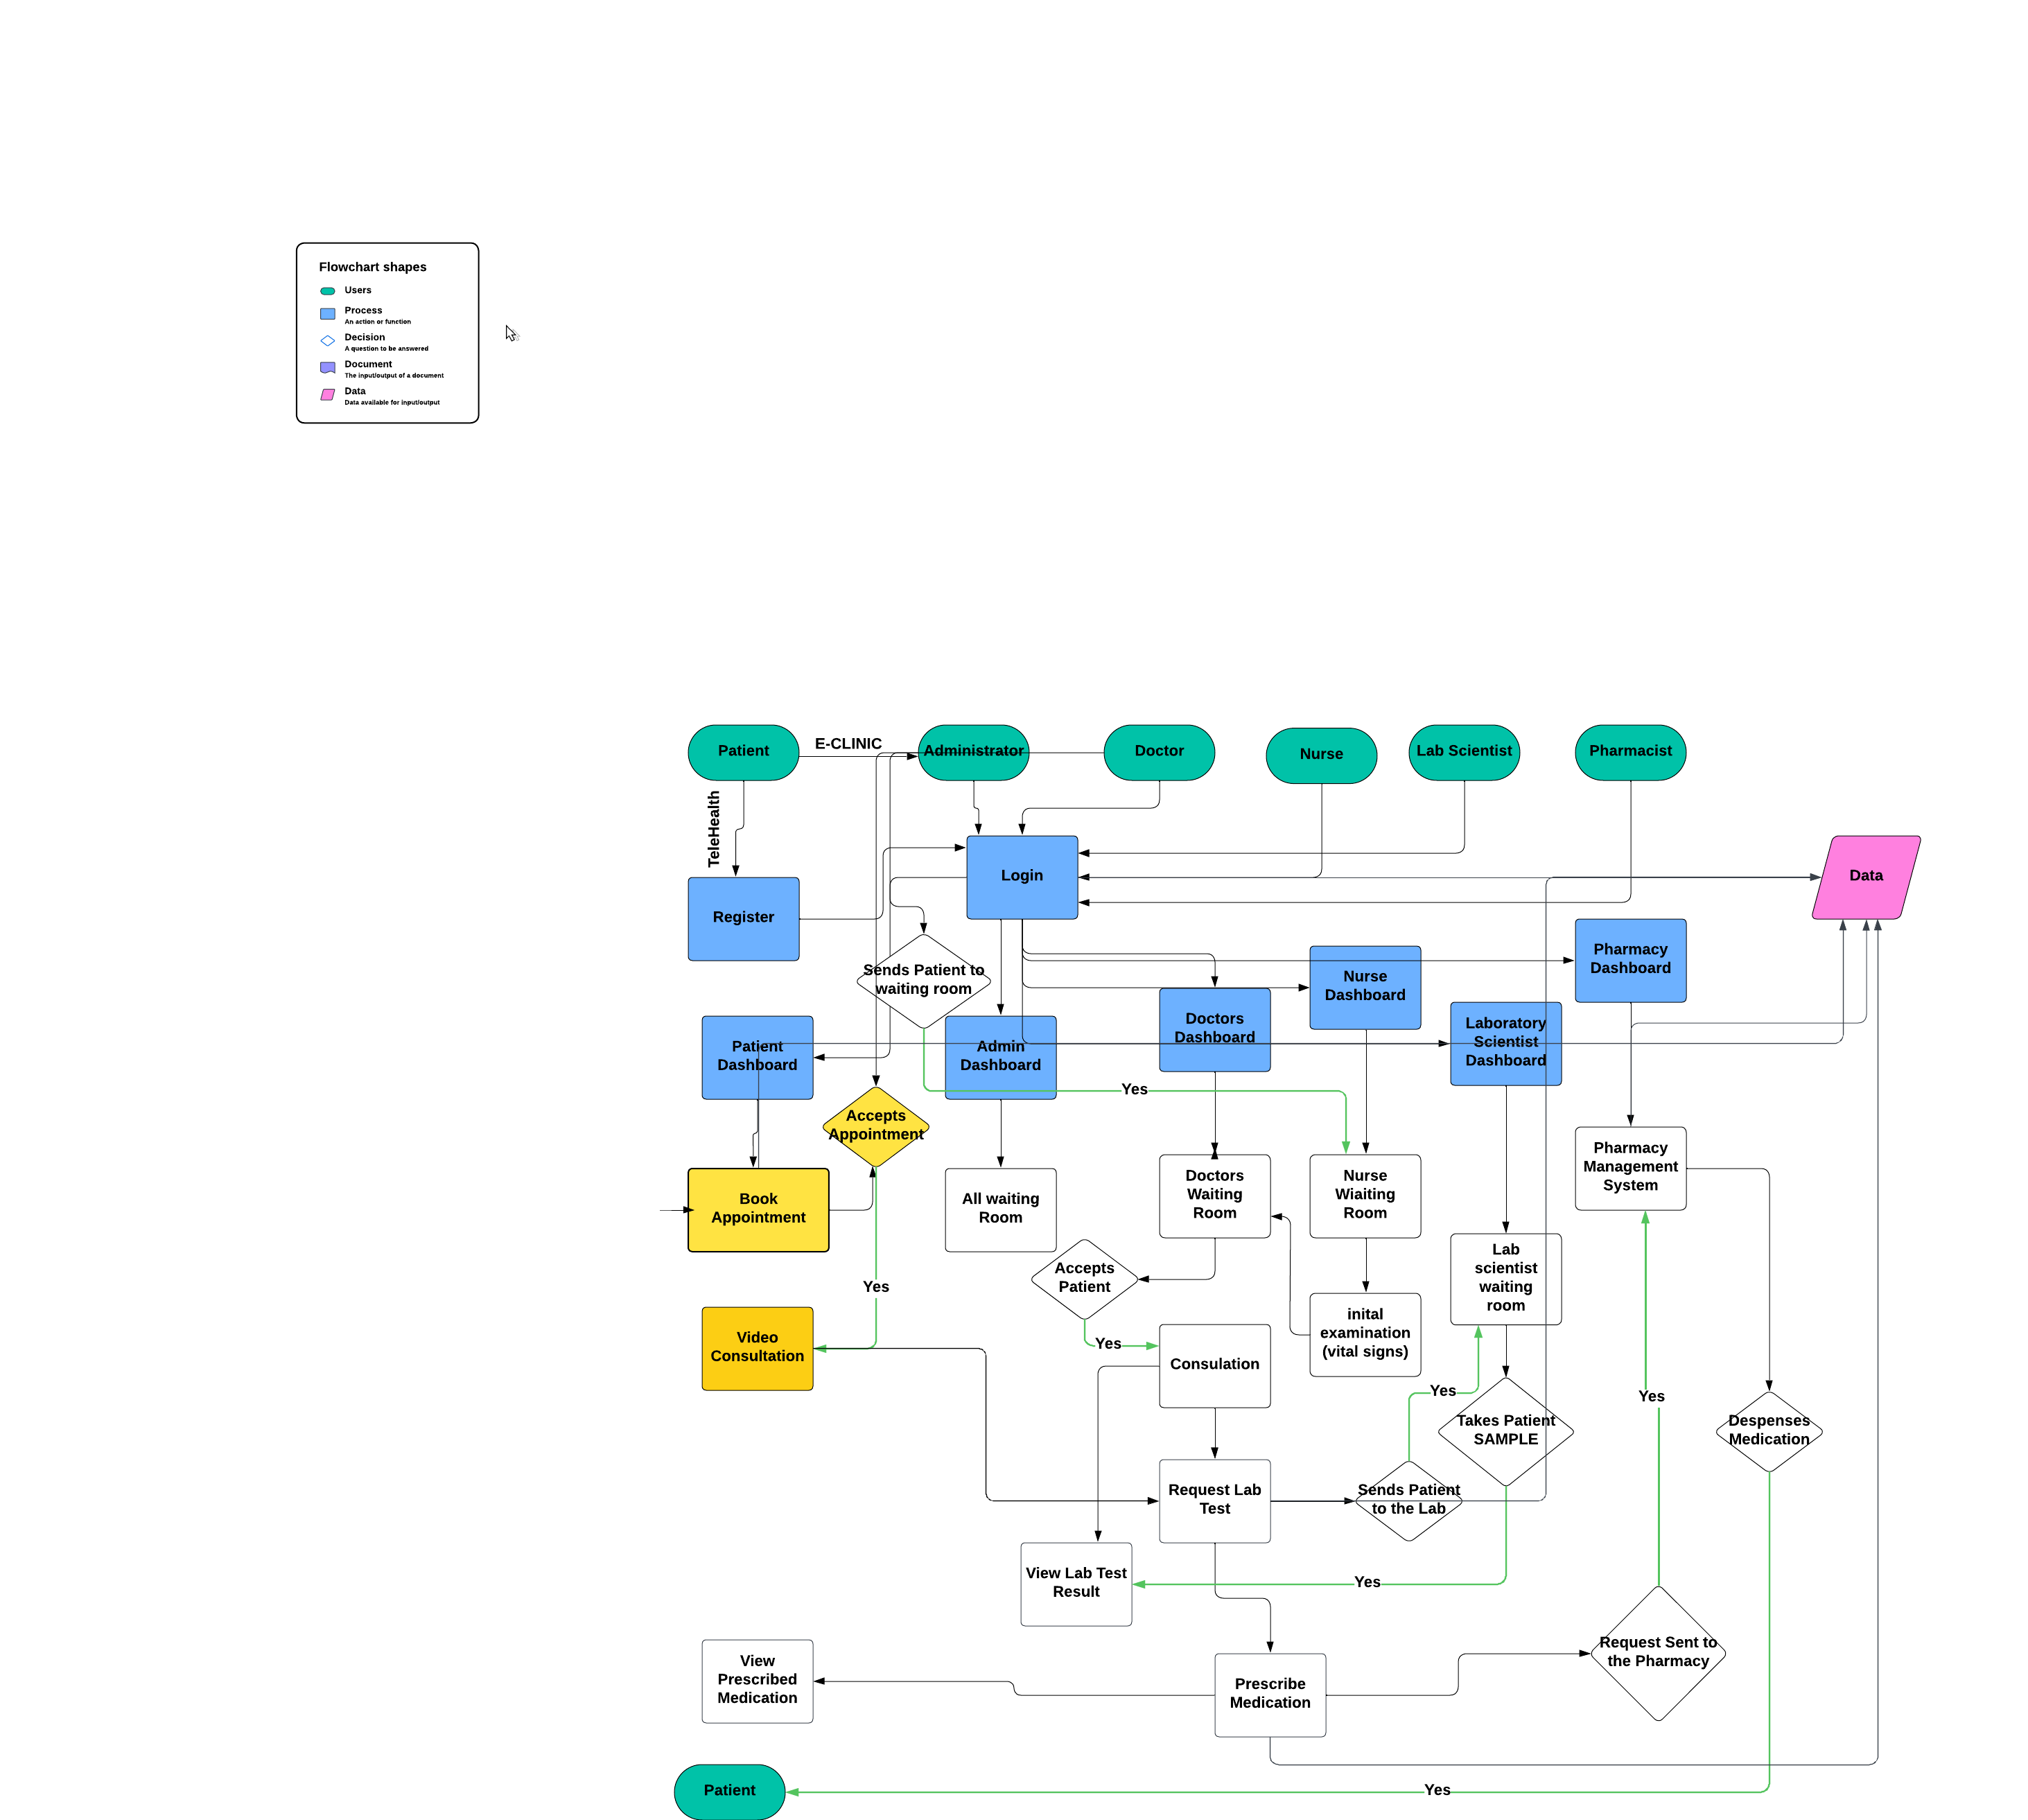 Flowchart shapes
Users
Process
An action or function
Decision
A question to be answered
Document
The input/output of a document
Data
Data available for input/output
Patient
E-CLINIC
Administrator
Doctor
Nurse
Lab Scientist
Pharmacist
TeleHealth
Register
Login
Data
Sends Patient to
waiting room
Pharmacy
Dashboard
Nurse
Dashboard
Doctors
Dashboard
Laboratory
Scientist
Dashboard
Patient
Dashboard
Admin
Dashboard
Yes
Accepts
Appointment
Book
Appointment
All waiting
Room
Doctors
Waiting
Room
Nurse
Wiaiting
Room
Pharmacy
Management
System
Lab
scientist
waiting
room
Accepts
Patient
Yes
Video
Consultation
Yes
Consulation
inital
examination
(vital signs)
Yes
Yes
Takes Patient
SAMPLE
Despenses
Medication
Request Lab
Test
Sends Patient
to the Lab
View Lab Test
Result
Yes
View
Prescribed
Medication
Prescribe
Medication
Request Sent to
the Pharmacy
Patient
Yes